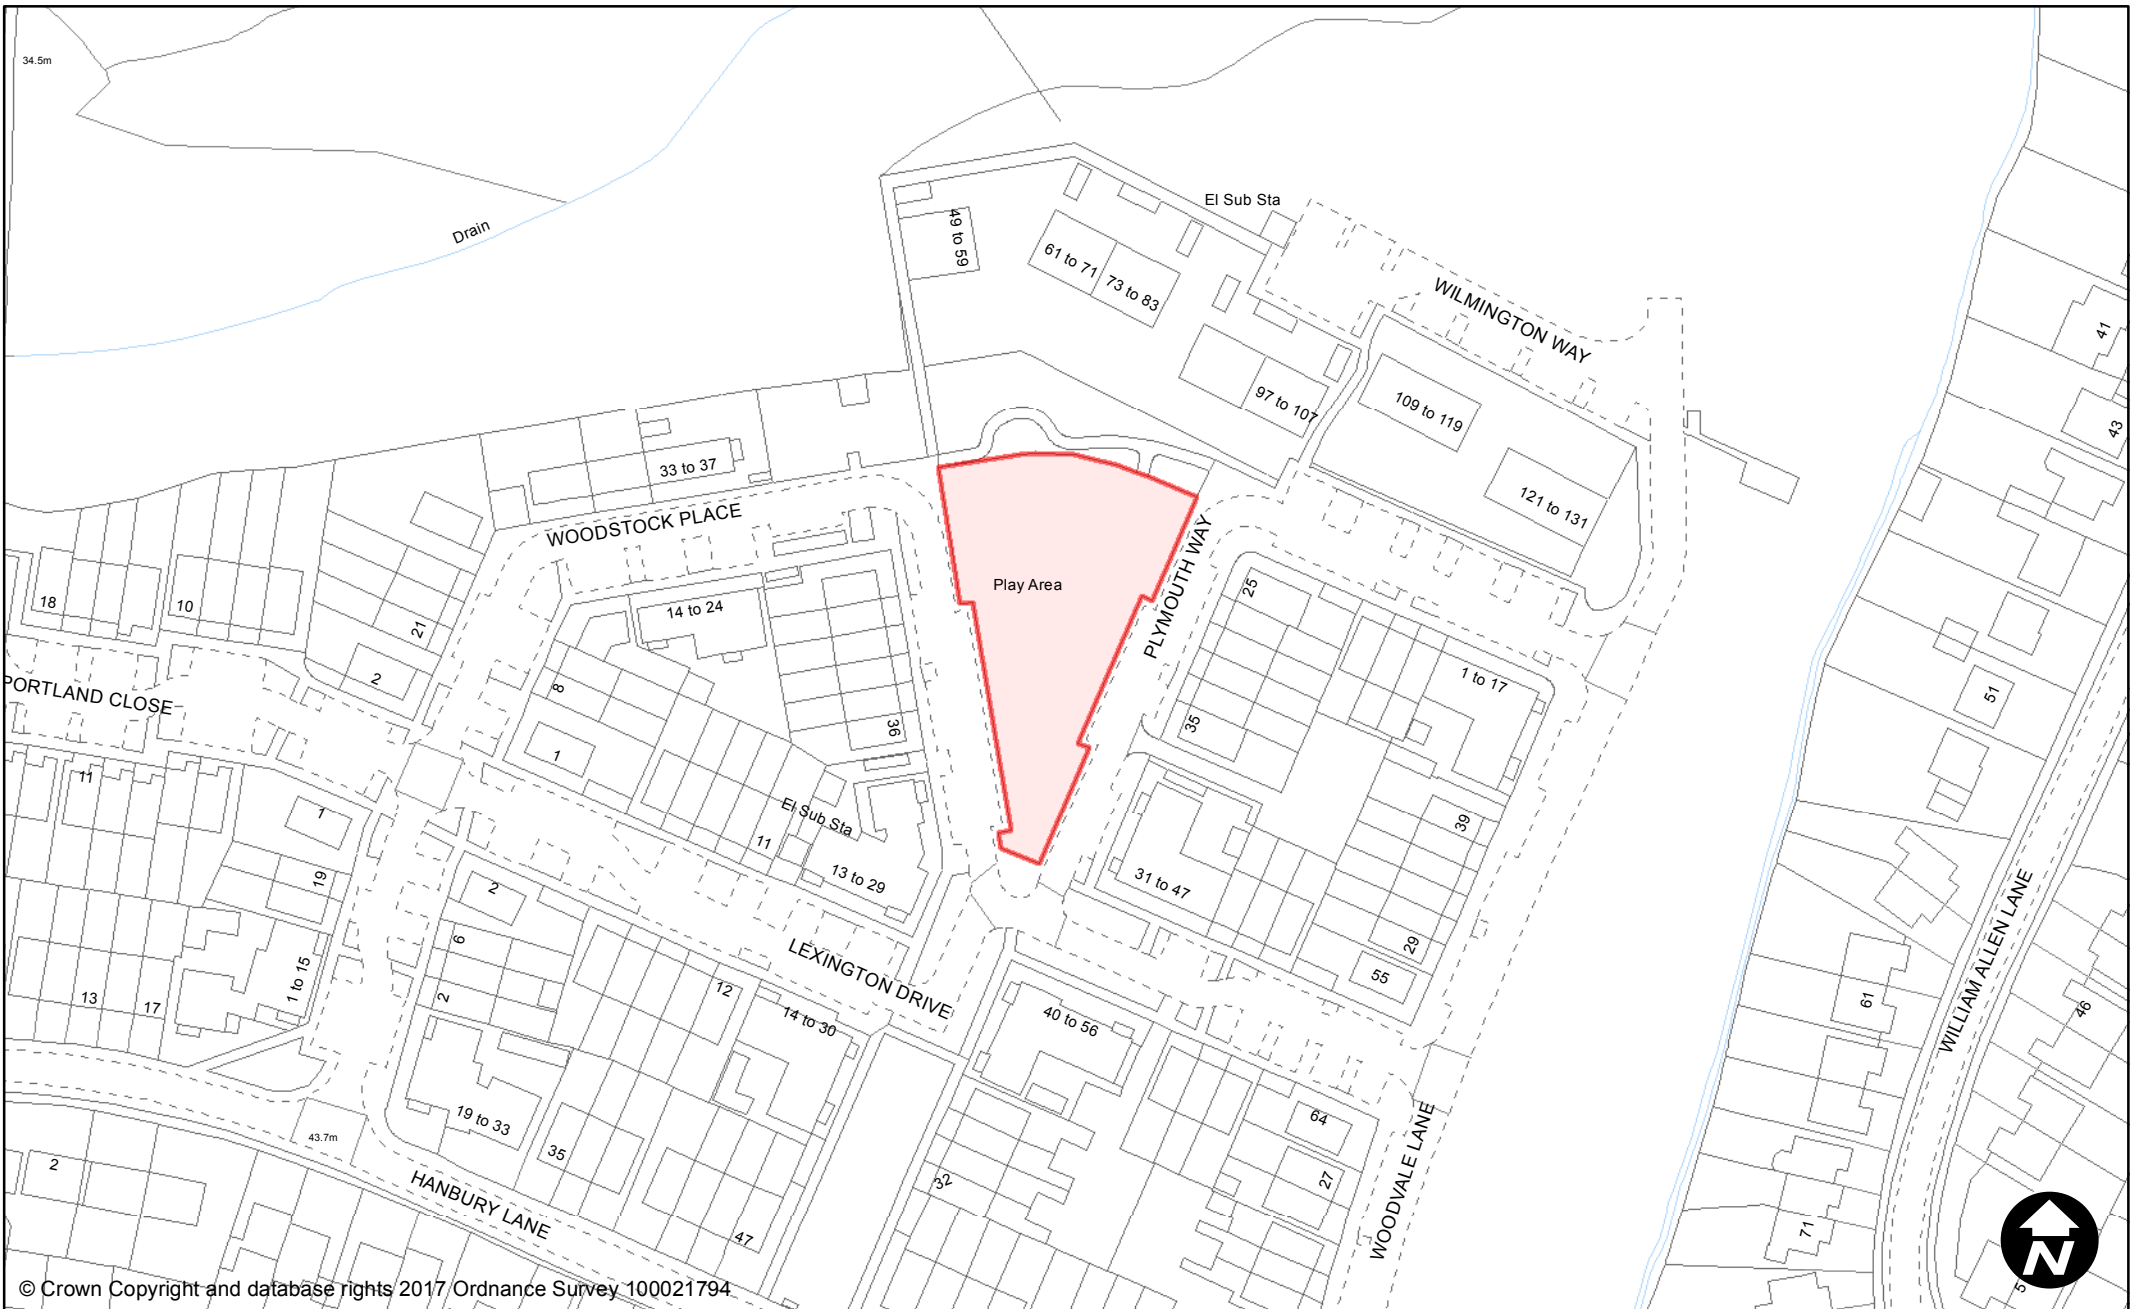 34.5m
El Sub Sta
Drain
49 to 59
61 to 71
73 to 83
WILMINGTON WAY
41
97 to 107
109 to 119
43
33 to 37
121 to 131
WOODSTOCK PLACE
PLYMOUTH WAY
Play Area
18
10
14 to 24
25
21
2
8
1 to 17
51
PORTLAND CLOSE
36
35
1
11
El Sub Sta
1
11
39
13 to 29
19
2
31 to 47
WILLIAM ALLEN LANE
6
29
LEXINGTON DRIVE
55
1 to 15
13
17
2
12
14 to 30
40 to 56
61
46
19 to 33
64
43.7m
35
2
WOODVALE LANE
HANBURY LANE
32
27
47
71
N
5
© Crown Copyright and database rights 2017 Ordnance Survey 100021794